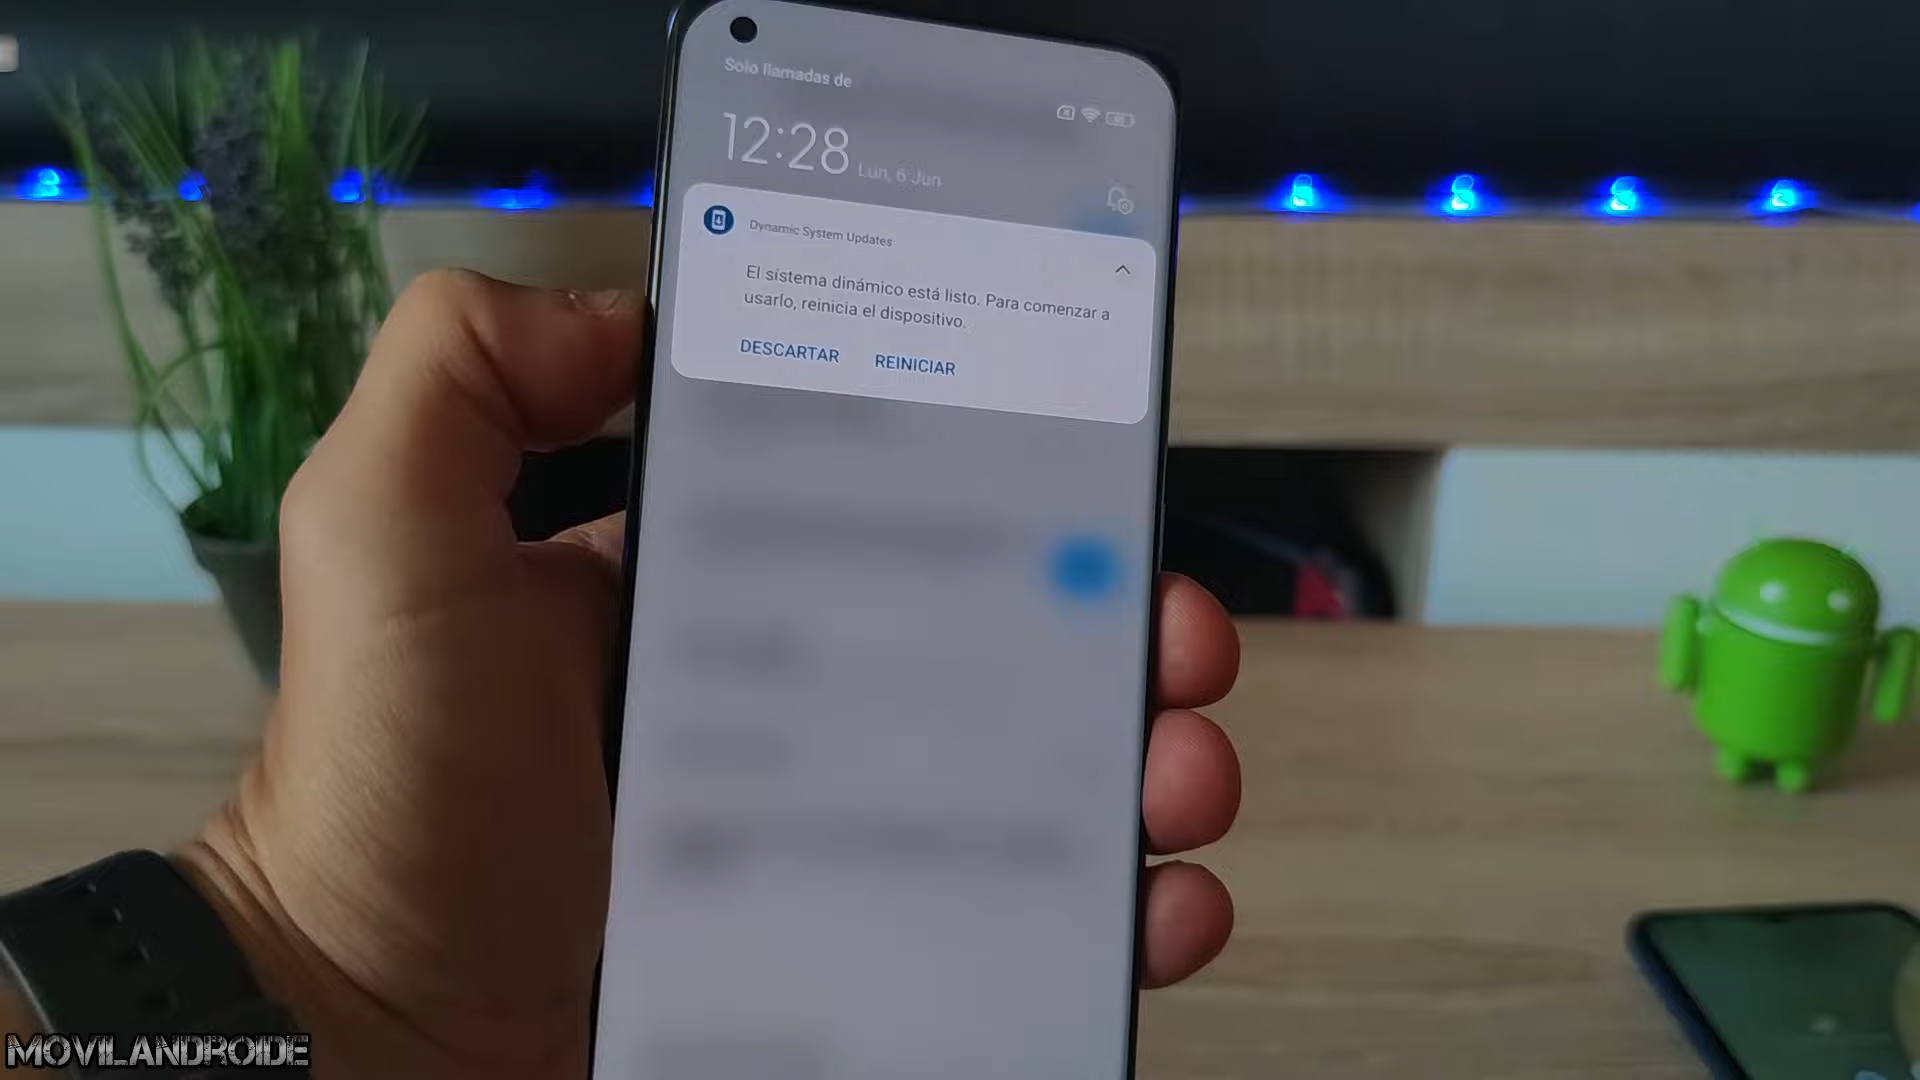 Solo llamadas de
12:28 Lun, 6 Jun
Dynamic System Updates
El sistema dinámico está listo. Para comenzar a
usarlo, reinicia el dispositivo.
DESCARTAR REINICIAR
MOVILANDROIDE